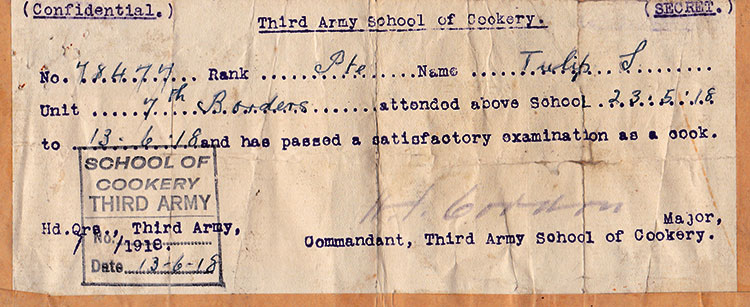 (Confidential.) (SECRET.)
Third Army School of Cookery.
No. 78477... Rank ......Pte......Name ......Tulip S......
Unit .....7th Borders.......attended above School .23.5.18
to .13.6.18 and has passed a satisfactory examination as a cook.
SCHOOL OF
COOKERY
THIRD ARMY
No.
Date 13-6-18
Hd.Qrs., Third Army,
/1918.
Major,
Commandant, Third Army School of Cookery.